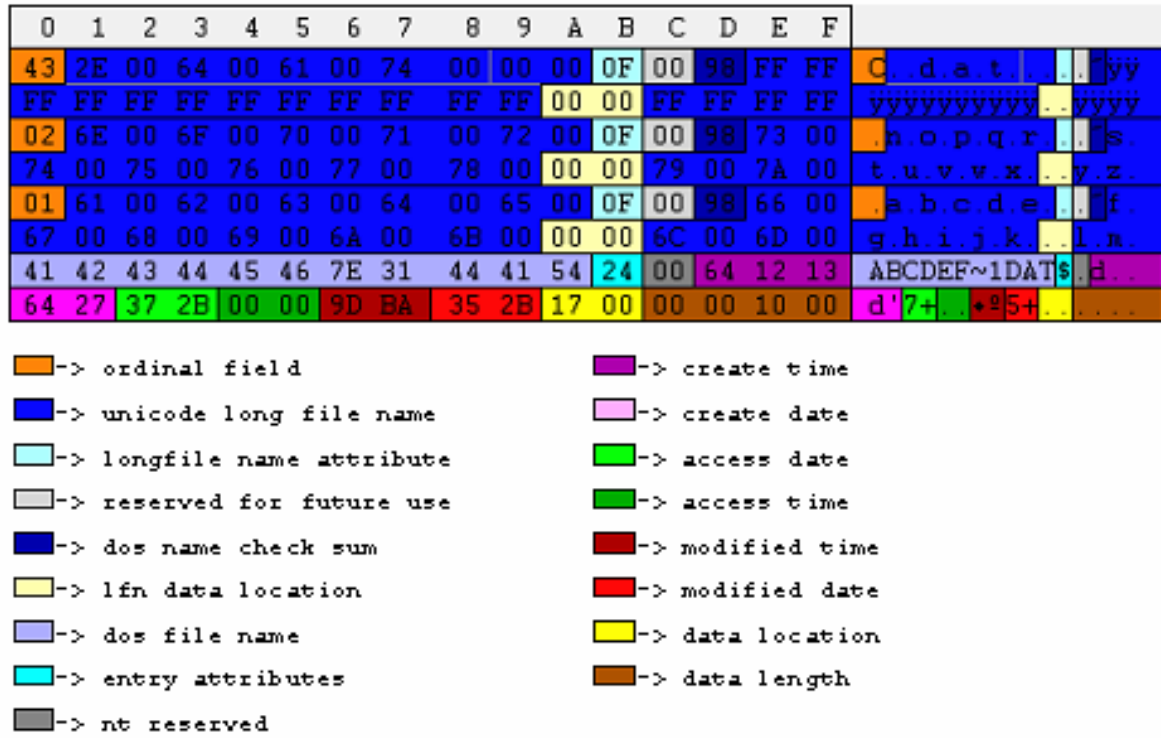 0 1 2 3 4 5 6 7 8 9 A B C D E F
43 2E 00 64 00 61 00 74 00 00 00 0F 00 98 FF FF C..d.a.t.....˜ÿÿ
FF FF FF FF FF FF FF FF FF FF 00 00 FF FF FF FF ÿÿÿÿÿÿÿÿÿÿ..ÿÿÿÿ
02 6E 00 6F 00 70 00 71 00 72 00 0F 00 98 73 00 .n.o.p.q.r...˜s.
74 00 75 00 76 00 77 00 78 00 00 00 79 00 7A 00 t.u.v.w.x...y.z.
01 61 00 62 00 63 00 64 00 65 00 0F 00 98 66 00 .a.b.c.d.e...˜f.
67 00 68 00 69 00 6A 00 6B 00 00 00 6C 00 6D 00 g.h.i.j.k...l.m.
41 42 43 44 45 46 7E 31 44 41 54 24 00 64 12 13 ABCDEF~1DAT$.d..
64 27 37 2B 00 00 9D BA 35 2B 17 00 00 00 10 00 d'7+..•º5+......
-> ordinal field
-> unicode long file name
-> longfile name attribute
-> reserved for future use
-> dos name check sum
-> lfn data location
-> dos file name
-> entry attributes
-> nt reserved
-> create time
-> create date
-> access date
-> access time
-> modified time
-> modified date
-> data location
-> data length